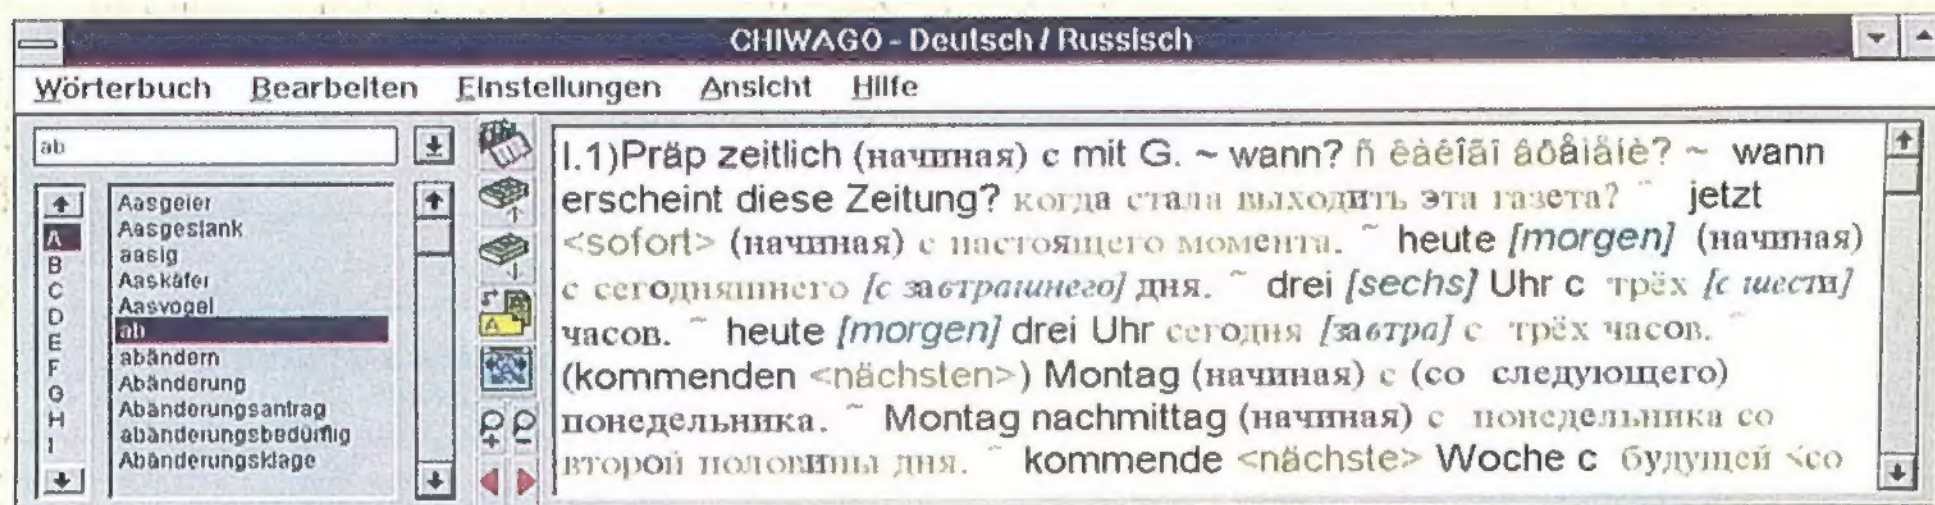 CHIWAGO - Deutsch / Russisch
Wörterbuch Bearbeiten Einstellungen Ansicht Hilfe
ab
A
B
C
D
E
F
G
H
I
Aasgeier
Aasgestank
aasig
Aaskäfer
Aasvogel
ab
abändern
Abänderung
Abänderungsantrag
abänderungsbedürftig
Abänderungsklage
I.1)Präp zeitlich (начиная) с mit G. ~ wann? ñ êàêîãî âðåìåíè? ~ wann
erscheint diese Zeitung? когда стала выходить эта газета? ~ jetzt
<sofort> (начиная) с настоящего момента. ~ heute [morgen] (начиная)
с сегодняшнего [с завтрашнего] дня. ~ drei [sechs] Uhr с трёх [с шести]
часов. ~ heute [morgen] drei Uhr сегодня [завтра] с трёх часов. ~
(kommenden <nächsten>) Montag (начиная) с (со следующего)
понедельника. ~ Montag nachmittag (начиная) с понедельника со
второй половины дня. ~ kommende <nächste> Woche с будущей <со